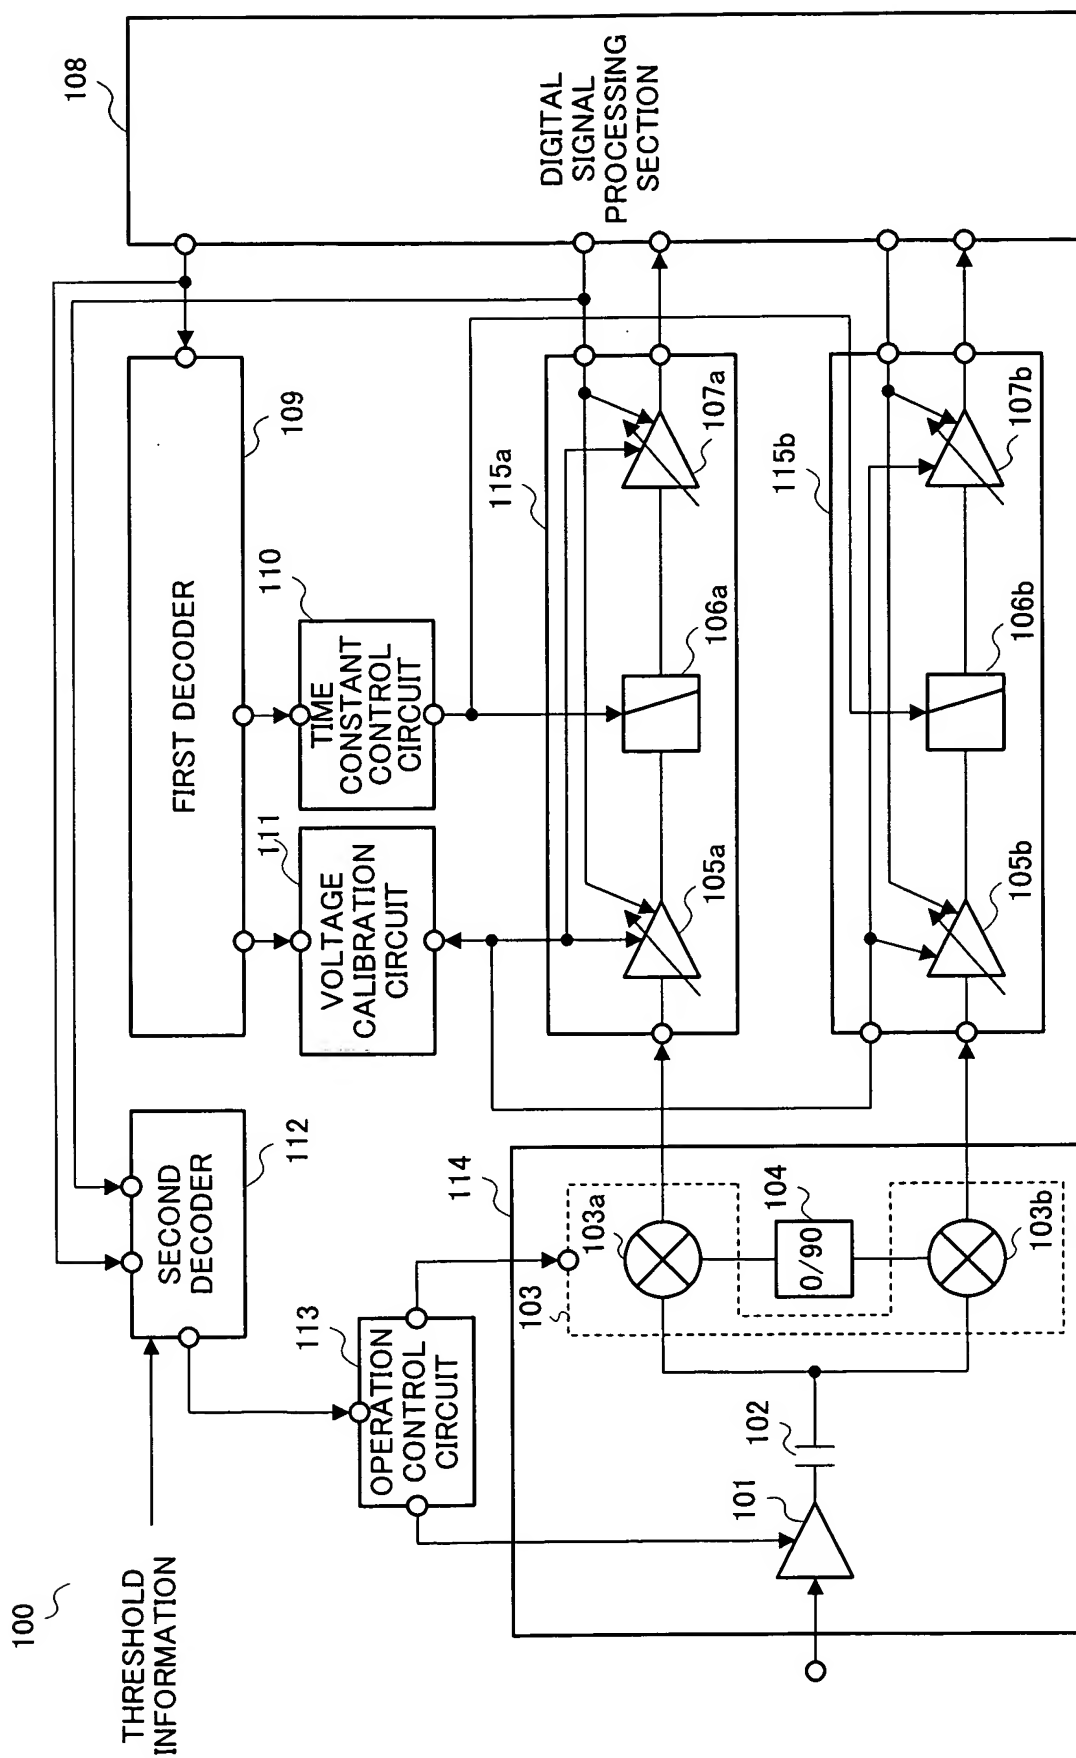 100
THRESHOLD
INFORMATION
SECOND
DECODER
112
FIRST DECODER
109
108
DIGITAL
SIGNAL
PROCESSING
SECTION
113
OPERATION
CONTROL
CIRCUIT
111
VOLTAGE
CALIBRATION
CIRCUIT
110
TIME
CONSTANT
CONTROL
CIRCUIT
114
103
103a
104
0/90
103b
102
101
115a
105a
106a
107a
115b
105b
106b
107b